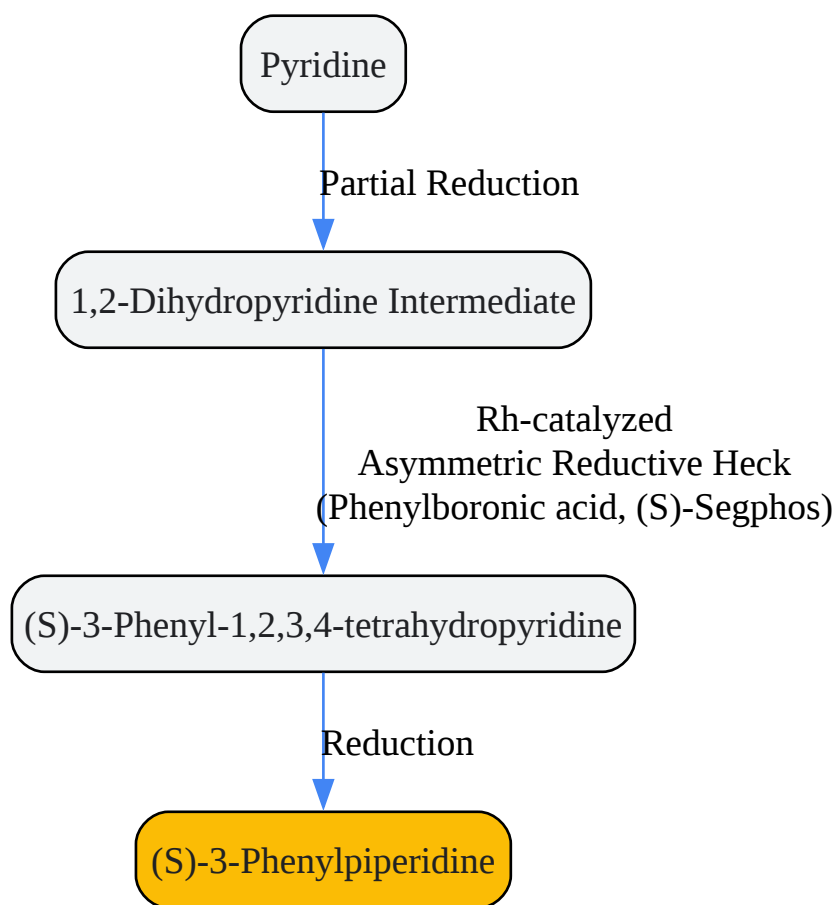 Pyridine
Partial Reduction
1,2-Dihydropyridine Intermediate
Rh-catalyzed
Asymmetric Reductive Heck
(Phenylboronic acid, (S)-Segphos)
(S)-3-Phenyl-1,2,3,4-tetrahydropyridine
Reduction
(S)-3-Phenylpiperidine